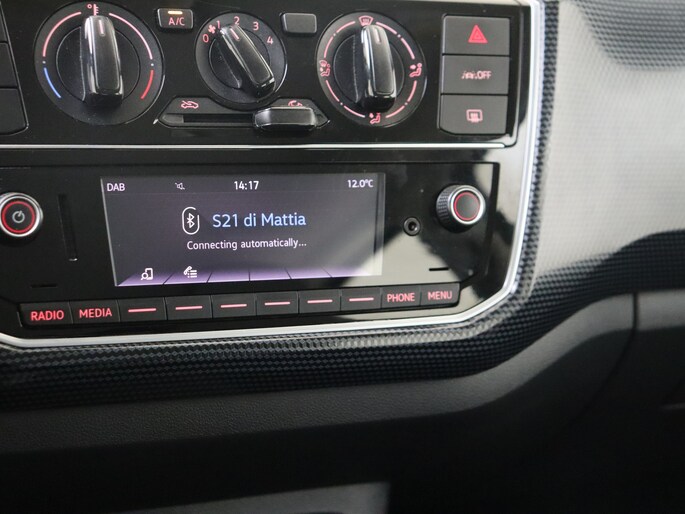 A/C
0 1 2 3 4
OFF
DAB 14:17 12.0°C
S21 di Mattia
Connecting automatically...
RADIO MEDIA PHONE MENU